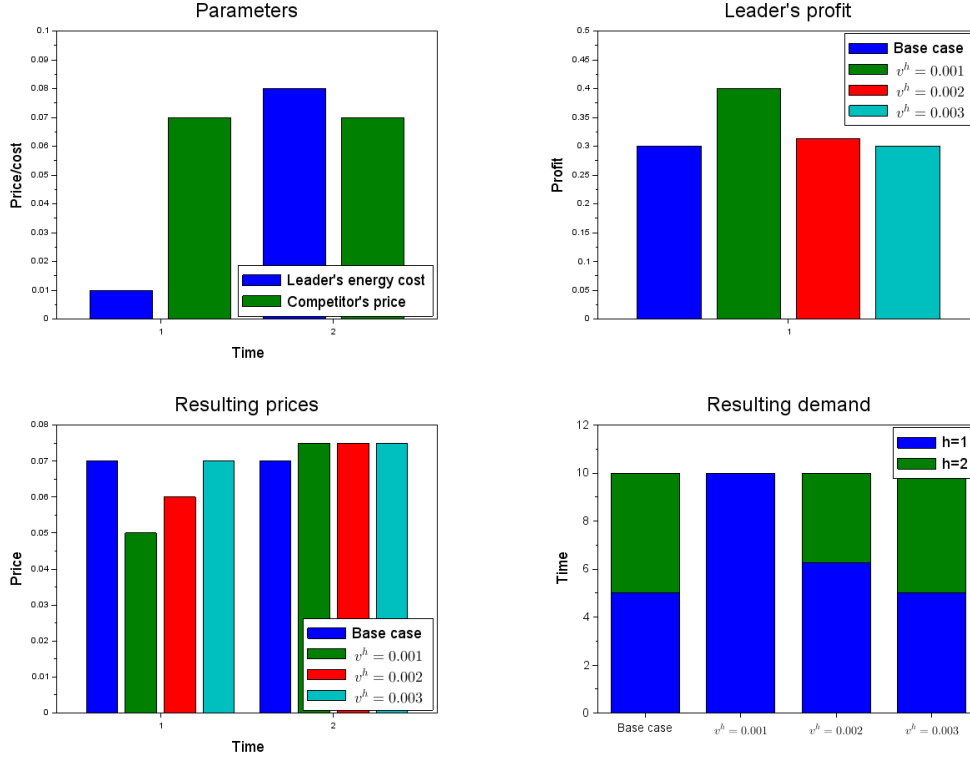 Parameters
Price/cost
0.1
0.09
0.08
0.07
0.06
0.05
0.04
0.03
0.02
0.01
0
Leader's energy cost
Competitor's price
1
2
Time
Leader's profit
Profit
0.5
0.45
0.4
0.35
0.3
0.25
0.2
0.15
0.1
0.05
0
Base case
v^h = 0.001
v^h = 0.002
v^h = 0.003
1
Resulting prices
Price
0.08
0.07
0.06
0.05
0.04
0.03
0.02
0.01
0
Base case
v^h = 0.001
v^h = 0.002
v^h = 0.003
1
2
Time
Resulting demand
Time
12
10
8
6
4
2
0
h=1
h=2
Base case
v^h = 0.001
v^h = 0.002
v^h = 0.003